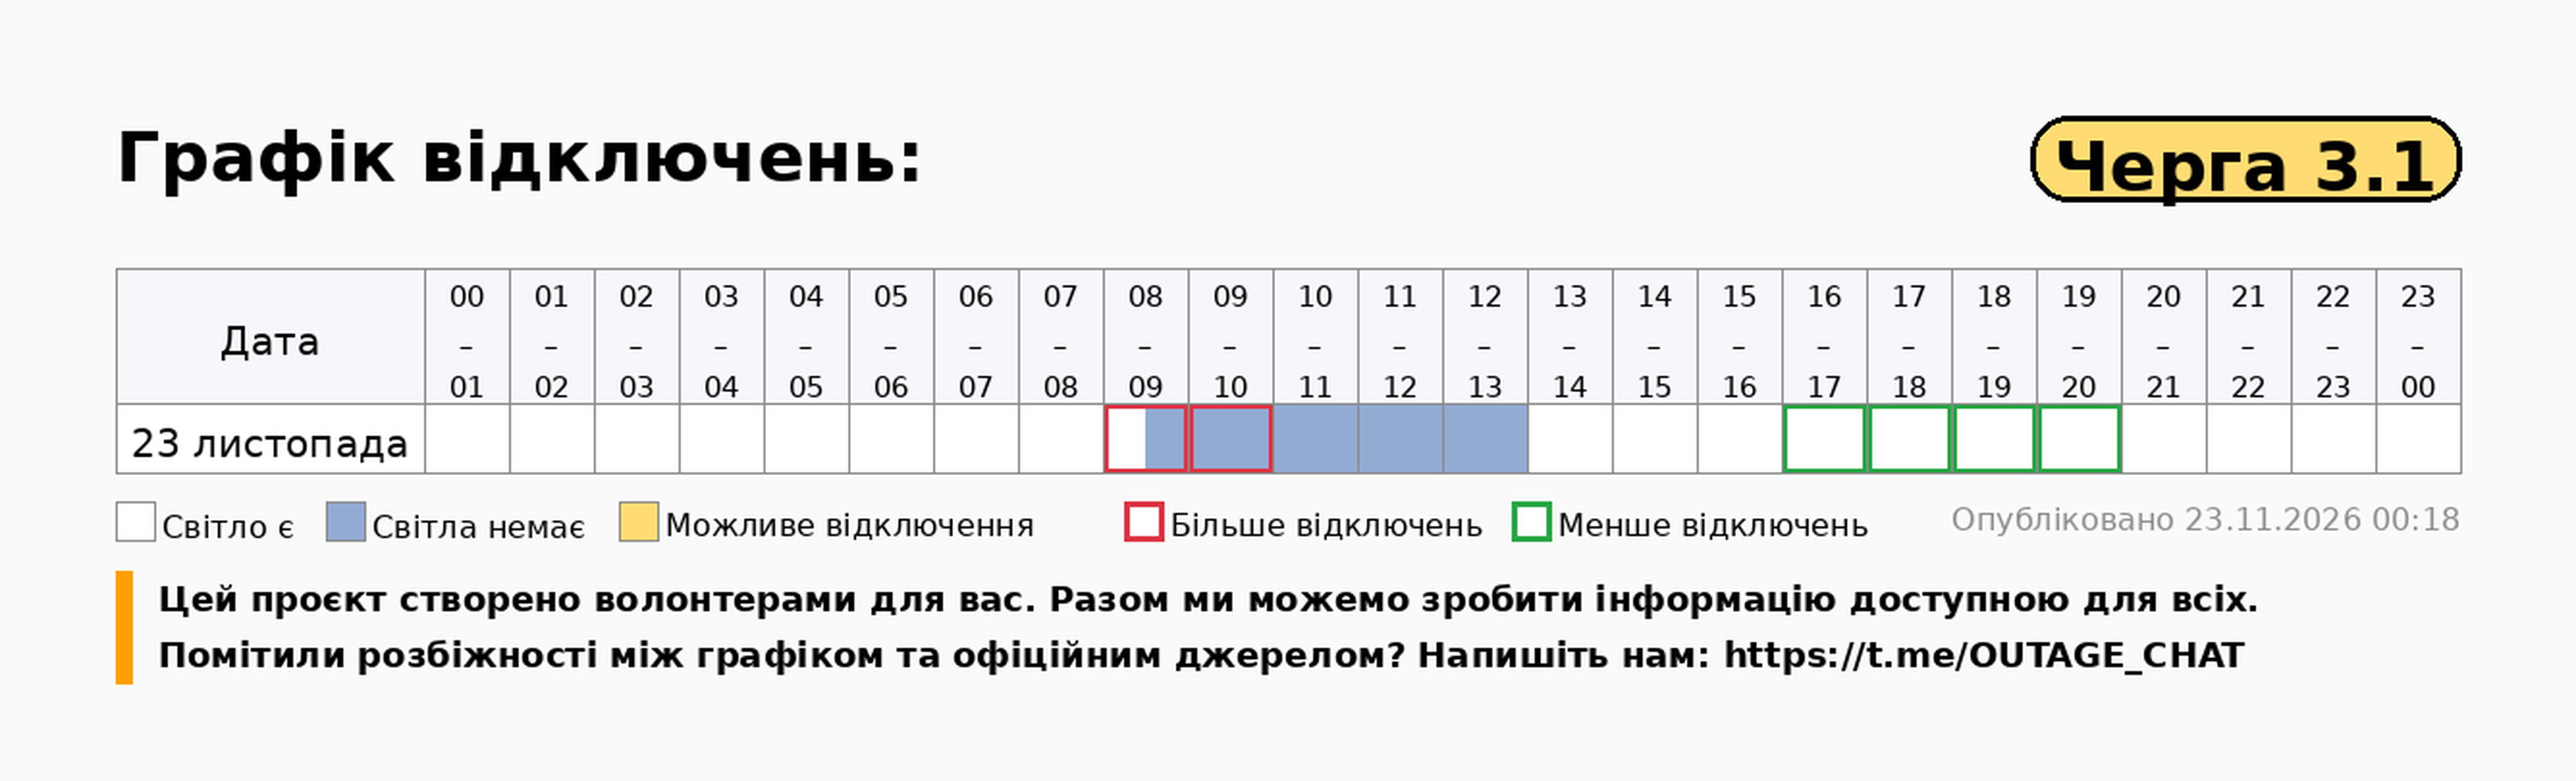 Графік відключень:
Черга 3.1
Дата 00 – 01 01 – 02 02 – 03 03 – 04 04 – 05 05 – 06 06 – 07 07 – 08 08 – 09 09 – 10 10 – 11 11 – 12 12 – 13 13 – 14 14 – 15 15 – 16 16 – 17 17 – 18 18 – 19 19 – 20 20 – 21 21 – 22 22 – 23 23 – 00
23 листопада
Світло є Світла немає Можливе відключення Більше відключень Менше відключень Опубліковано 23.11.2026 00:18
Цей проєкт створено волонтерами для вас. Разом ми можемо зробити інформацію доступною для всіх.
Помітили розбіжності між графіком та офіційним джерелом? Напишіть нам: https://t.me/OUTAGE_CHAT